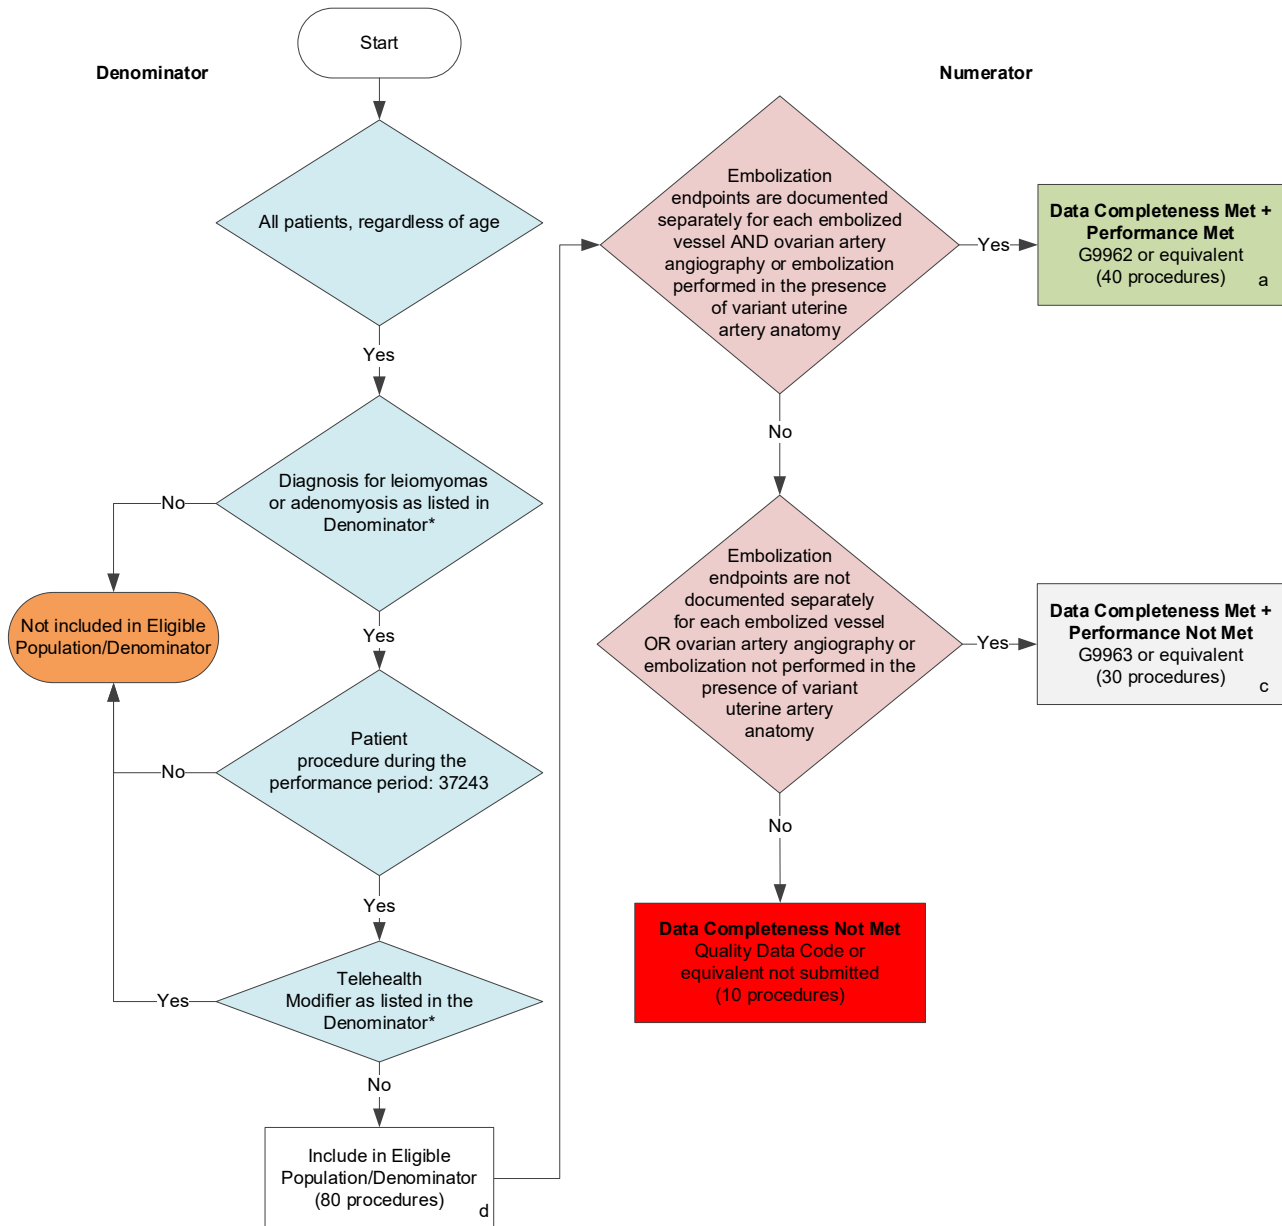 Start
Denominator
Numerator
All patients, regardless of age
Yes
Diagnosis for leiomyomas
or adenomyosis as listed in
Denominator*
No
Not included in Eligible
Population/Denominator
Yes
Patient
procedure during the
performance period: 37243
No
Yes
Telehealth
Modifier as listed in the
Denominator*
Yes
No
Include in Eligible
Population/Denominator
(80 procedures)
d
Embolization
endpoints are documented
separately for each embolized
vessel AND ovarian artery
angiography or embolization
performed in the presence
of variant uterine
artery anatomy
Yes
Data Completeness Met +
Performance Met
G9962 or equivalent
(40 procedures)
a
No
Embolization
endpoints are not
documented separately
for each embolized vessel
OR ovarian artery angiography or
embolization not performed in the
presence of variant
uterine artery
anatomy
Yes
Data Completeness Met +
Performance Not Met
G9963 or equivalent
(30 procedures)
c
No
Data Completeness Not Met
Quality Data Code or
equivalent not submitted
(10 procedures)